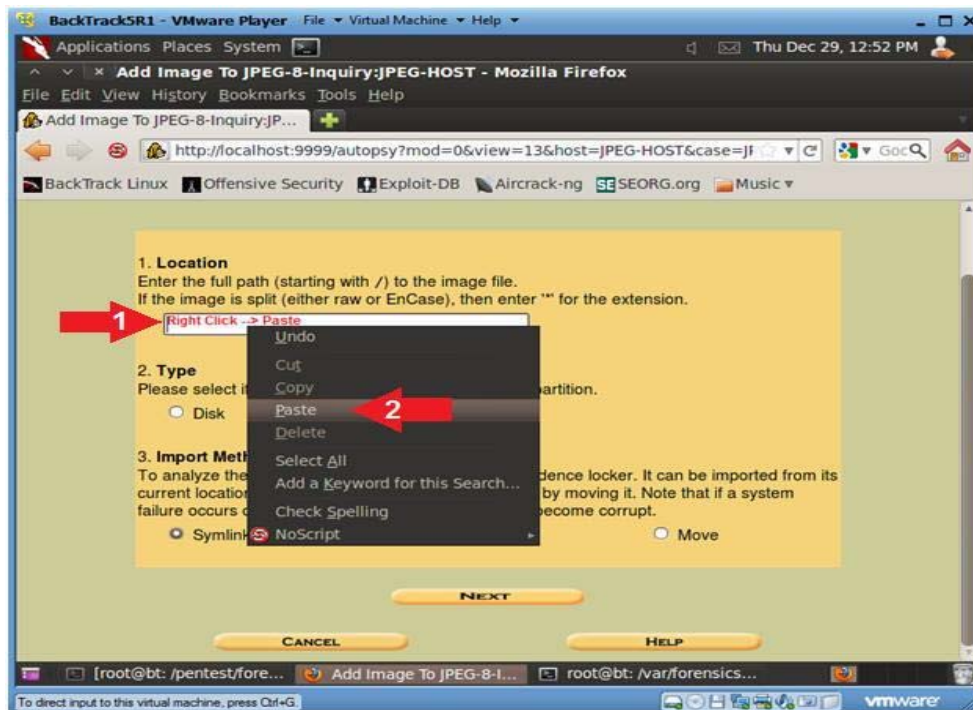 BackTrack5R1 - VMware Player File Virtual Machine Help
Applications Places System Thu Dec 29, 12:52 PM
Add Image To JPEG-8-Inquiry:JPEG-HOST - Mozilla Firefox
File Edit View History Bookmarks Tools Help
Add Image To JPEG-8-Inquiry:JP...
http://localhost:9999/autopsy?mod=0&view=13&host=JPEG-HOST&case=
BackTrack Linux Offensive Security Exploit-DB Aircrack-ng SEORG.org Music
1. Location
Enter the full path (starting with /) to the image file.
If the image is split (either raw or EnCase), then enter '*' for the extension.
1
Right Click --> Paste
Undo
Cut
Copy
Paste
2
Delete
Select All
Add a Keyword for this Search...
Check Spelling
NoScript
2. Type
Please select partition.
Disk
3. Import
To analyze the locker. It can be imported from its
current location by moving it. Note that if a system
failure occurs become corrupt.
Symlink Move
NEXT
CANCEL HELP
[root@bt: /pentest/fore... Add Image To JPEG-8-I... root@bt: /var/forensics...
To direct input to this virtual machine, press Ctrl+G.
vmware